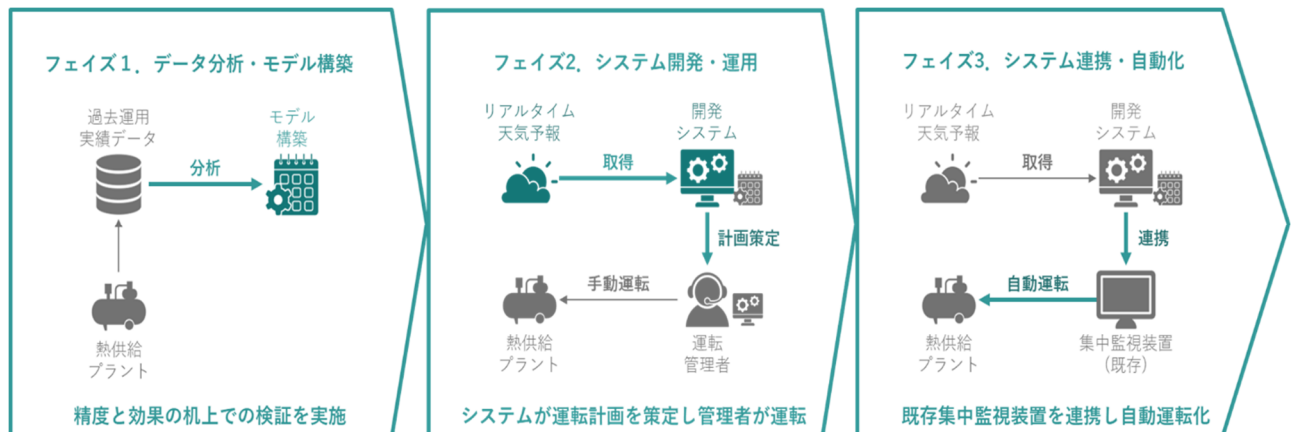 フェイズ１．データ分析・モデル構築
過去運用
実績データ
モデル
構築
分析
熱供給
プラント
精度と効果の机上での検証を実施
フェイズ2．システム開発・運用
リアルタイム
天気予報
開発
システム
取得
計画策定
手動運転
熱供給
プラント
運転
管理者
システムが運転計画を策定し管理者が運転
フェイズ3．システム連携・自動化
リアルタイム
天気予報
開発
システム
取得
連携
自動運転
熱供給
プラント
集中監視装置
(既存)
既存集中監視装置を連携し自動運転化